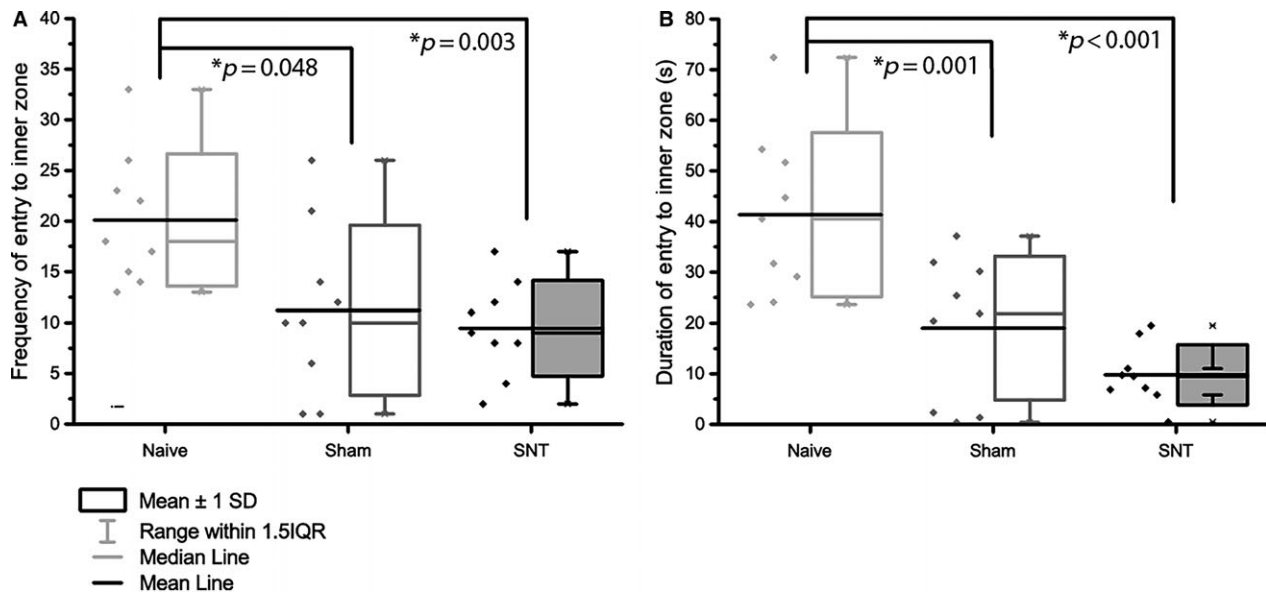 A
Frequency of entry to inner zone
40
35
30
25
20
15
10
5
0
*p = 0.048
*p = 0.003
Naive
Sham
SNT
B
Duration of entry to inner zone (s)
80
70
60
50
40
30
20
10
0
*p = 0.001
*p < 0.001
Naive
Sham
SNT
Mean ± 1 SD
Range within 1.5IQR
Median Line
Mean Line